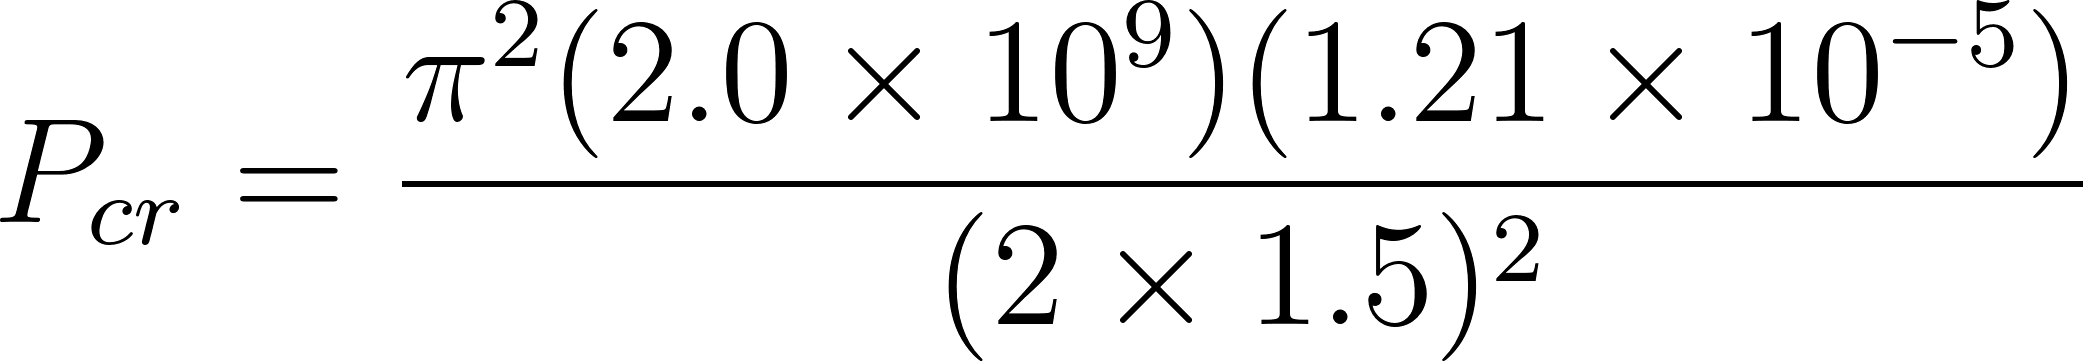 P_{cr} = \frac{\pi^2 (2.0 \times 10^9)(1.21 \times 10^{-5})}{(2 \times 1.5)^2}